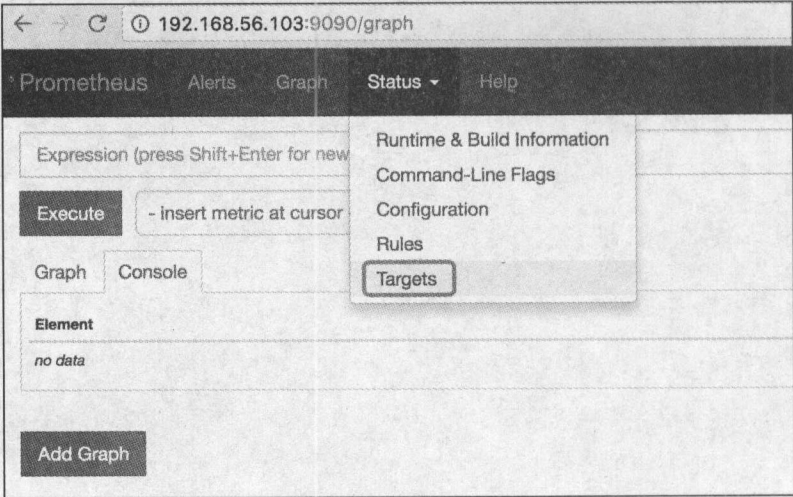 192.168.56.103:9090/graph
Prometheus Alerts Graph Status Help
Expression (press Shift+Enter for new
Runtime & Build Information
Command-Line Flags
Configuration
Rules
Targets
Execute - insert metric at cursor
Graph Console
Element
no data
Add Graph